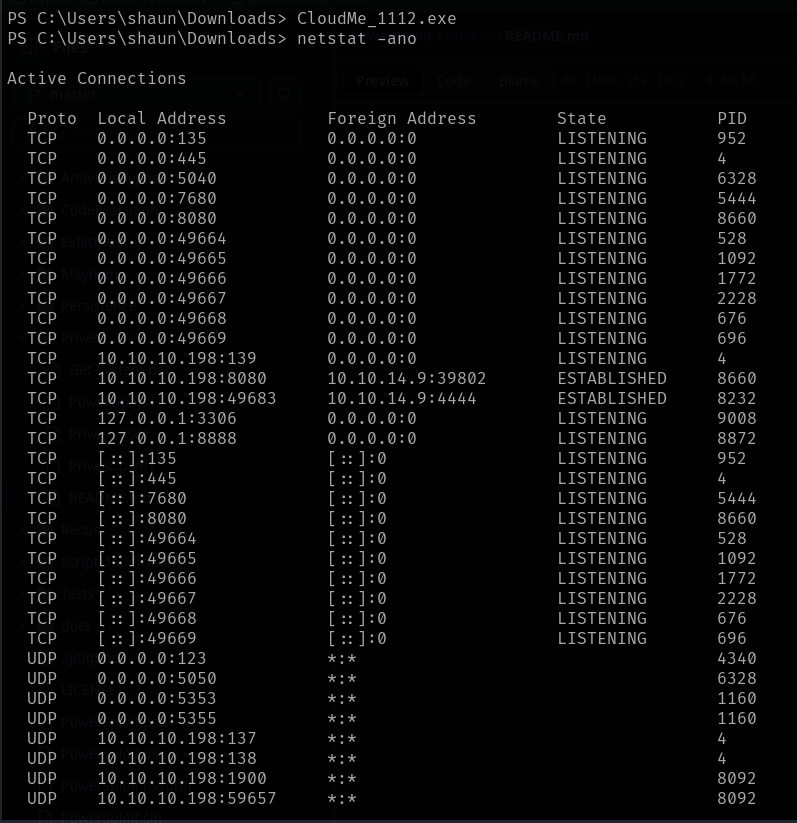 PS C:\Users\shaun\Downloads> CloudMe_1112.exe
PS C:\Users\shaun\Downloads> netstat -ano
Active Connections
Proto Local Address Foreign Address State PID
TCP 0.0.0.0:135 0.0.0.0:0 LISTENING 952
TCP 0.0.0.0:445 0.0.0.0:0 LISTENING 4
TCP 0.0.0.0:5040 0.0.0.0:0 LISTENING 6328
TCP 0.0.0.0:7680 0.0.0.0:0 LISTENING 5444
TCP 0.0.0.0:8080 0.0.0.0:0 LISTENING 8660
TCP 0.0.0.0:49664 0.0.0.0:0 LISTENING 528
TCP 0.0.0.0:49665 0.0.0.0:0 LISTENING 1092
TCP 0.0.0.0:49666 0.0.0.0:0 LISTENING 1772
TCP 0.0.0.0:49667 0.0.0.0:0 LISTENING 2228
TCP 0.0.0.0:49668 0.0.0.0:0 LISTENING 676
TCP 0.0.0.0:49669 0.0.0.0:0 LISTENING 696
TCP 10.10.10.198:139 0.0.0.0:0 LISTENING 4
TCP 10.10.10.198:8080 10.10.14.9:39802 ESTABLISHED 8660
TCP 10.10.10.198:49683 10.10.14.9:4444 ESTABLISHED 8232
TCP 127.0.0.1:3306 0.0.0.0:0 LISTENING 9008
TCP 127.0.0.1:8888 0.0.0.0:0 LISTENING 8872
TCP [::]:135 [::]:0 LISTENING 952
TCP [::]:445 [::]:0 LISTENING 4
TCP [::]:7680 [::]:0 LISTENING 5444
TCP [::]:8080 [::]:0 LISTENING 8660
TCP [::]:49664 [::]:0 LISTENING 528
TCP [::]:49665 [::]:0 LISTENING 1092
TCP [::]:49666 [::]:0 LISTENING 1772
TCP [::]:49667 [::]:0 LISTENING 2228
TCP [::]:49668 [::]:0 LISTENING 676
TCP [::]:49669 [::]:0 LISTENING 696
UDP 0.0.0.0:123 *:* 4340
UDP 0.0.0.0:5050 *:* 6328
UDP 0.0.0.0:5353 *:* 1160
UDP 0.0.0.0:5355 *:* 1160
UDP 10.10.10.198:137 *:* 4
UDP 10.10.10.198:138 *:* 4
UDP 10.10.10.198:1900 *:* 8092
UDP 10.10.10.198:59657 *:* 8092
README.md
Preview Code Blame
master